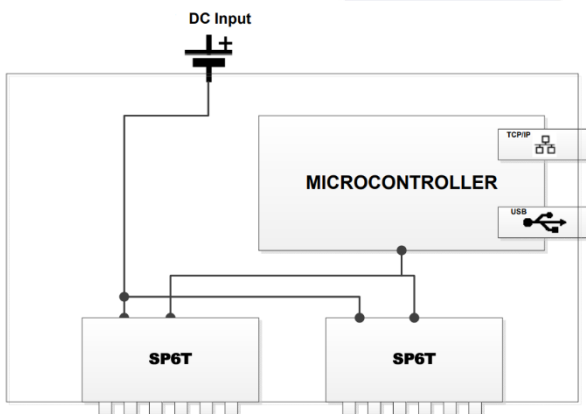 DC Input
+
TCP/IP
MICROCONTROLLER
USB
SP6T
SP6T